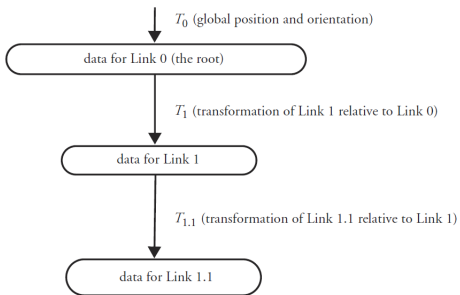 T₀ (global position and orientation)
data for Link 0 (the root)
T₁ (transformation of Link 1 relative to Link 0)
data for Link 1
T₁.₁ (transformation of Link 1.1 relative to Link 1)
data for Link 1.1